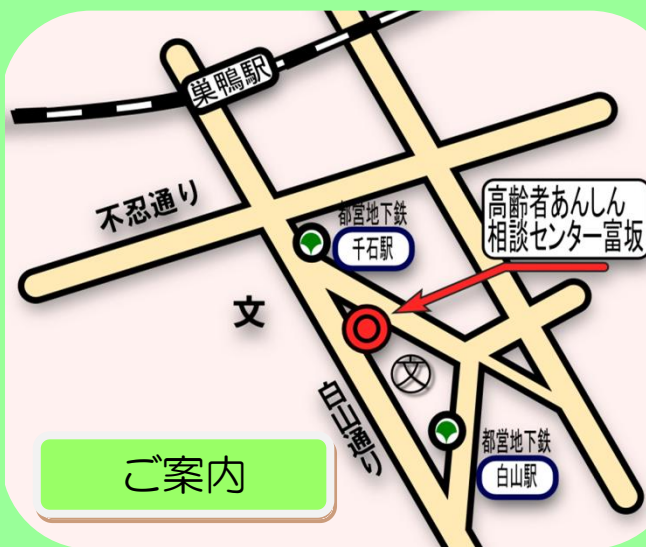 巣鴨駅
不忍通り
都営地下鉄
千石駅
高齢者あんしん
相談センター富坂
文
文
白山通り
都営地下鉄
白山駅
ご案内